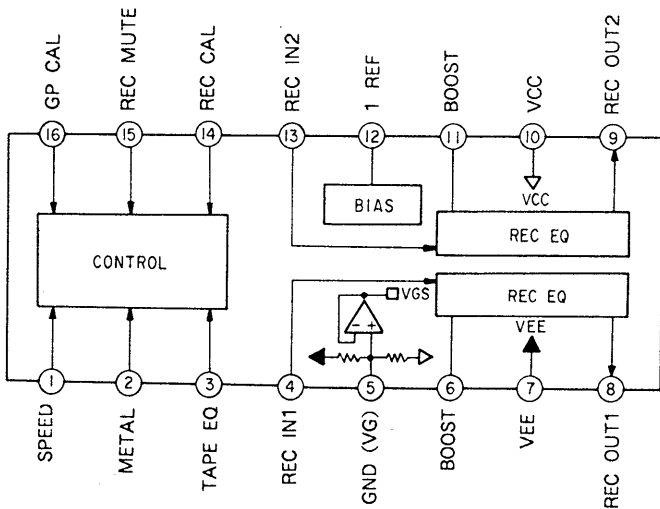 GP CAL
REC MUTE
REC CAL
REC IN2
1 REF
BOOST
VCC
REC OUT2
16
15
14
13
12
11
10
9
CONTROL
BIAS
VCC
REC EQ
REC EQ
VGS
- +
VEE
1
2
3
4
5
6
7
8
SPEED
METAL
TAPE EQ
REC IN1
GND (VG)
BOOST
VEE
REC OUT1